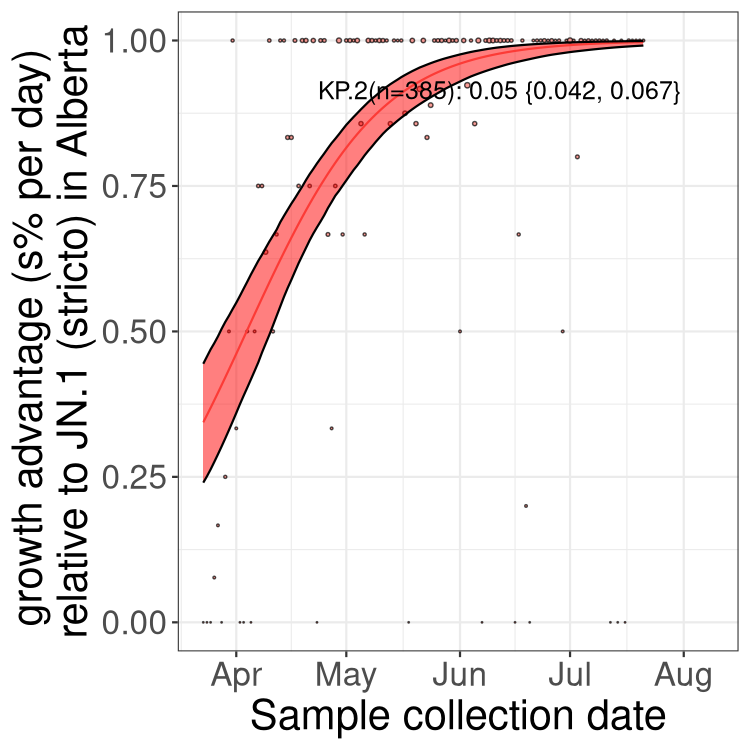 growth advantage (s% per day)
relative to JN.1 (stricto) in Alberta
1.00
0.75
0.50
0.25
0.00
KP.2(n=385): 0.05 {0.042, 0.067}
Apr May Jun Jul Aug
Sample collection date